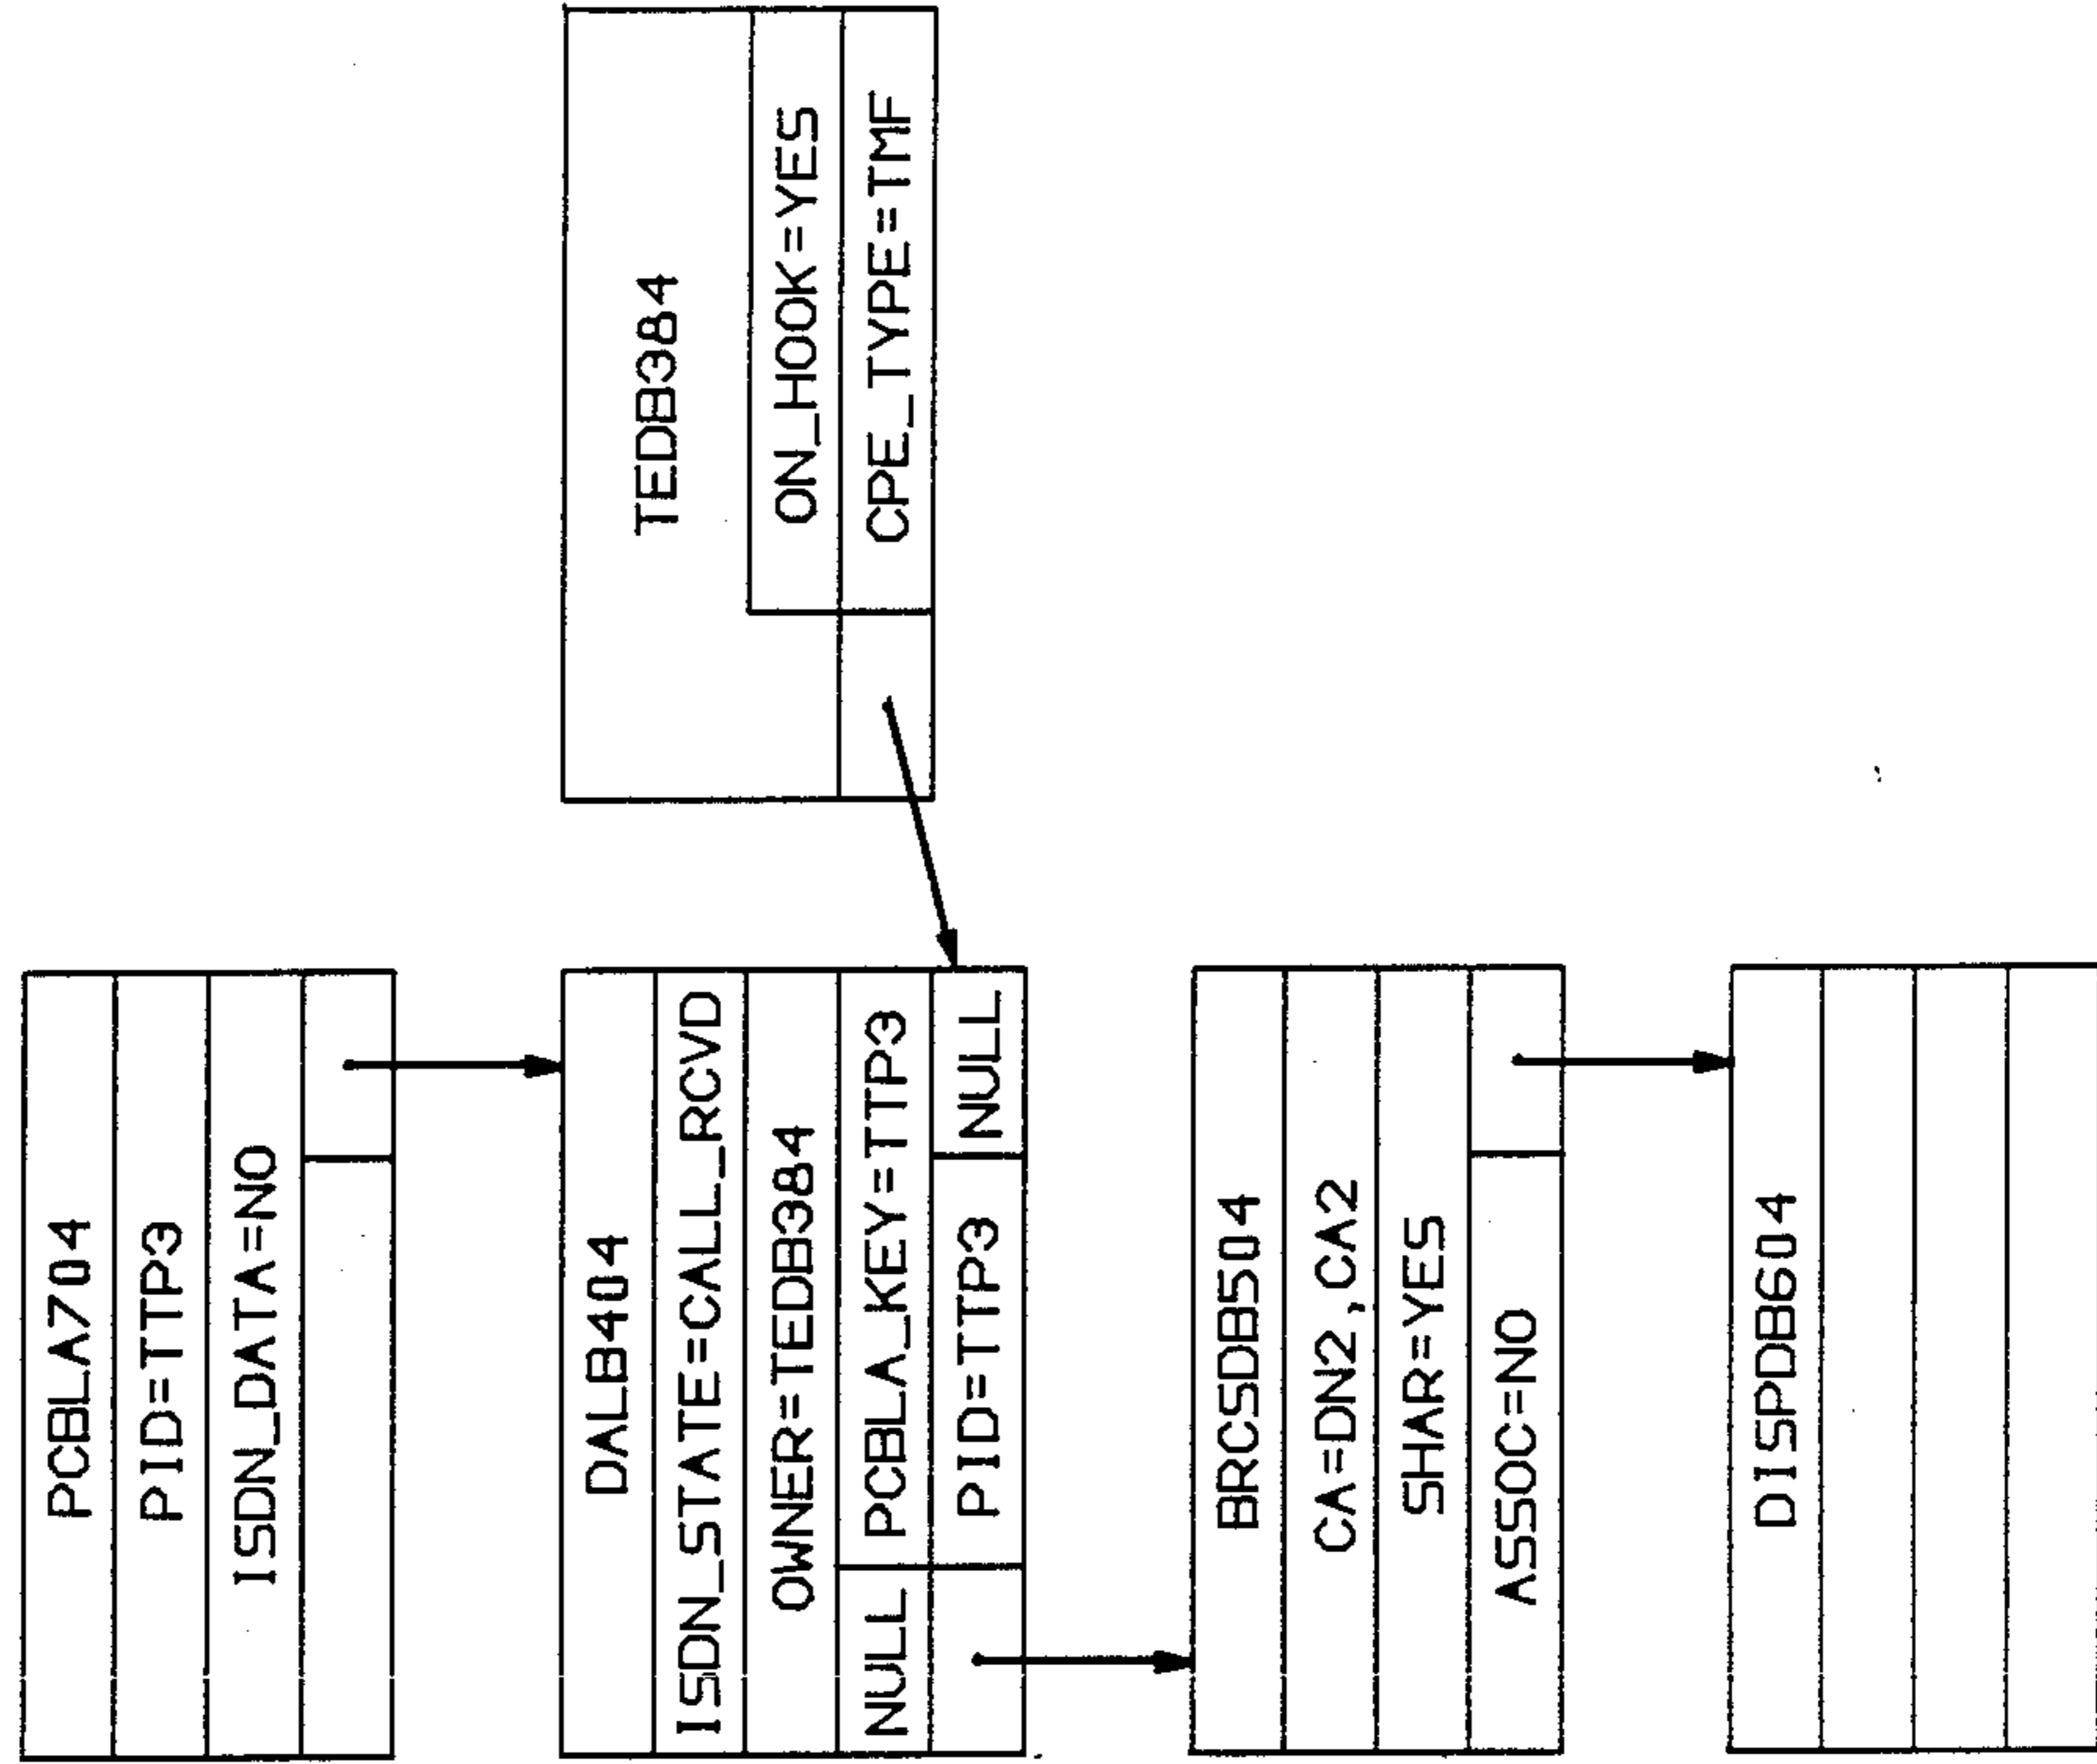 PCBLA704
PID=TTP3
ISDN_DATA=NO
DALB404
ISDN_STATE=CALL_RCVD
OWNER=TEDB384
NULL PCBLA_KEY=TTP3
PID=TTP3 NULL
TEDB384
ON_HOOK=YES
CPE_TYPE=TMF
BRCSDB504
CA=DN2,CA2
SHAR=YES
ASSOC=NO
DISPDB604